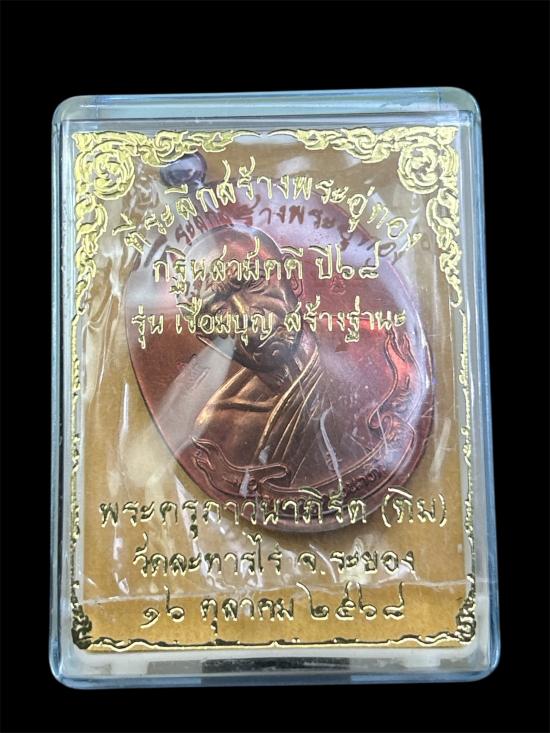 ที่ระลึกสร้างพระอู่ทอง
กฐินสามัคคี ปี๖๘
รุ่น เชื่อมบุญ สร้างฐานะ
พระครูภาวนาภิรัต (ทิม)
วัดละหารไร่ จ.ระยอง
๑๖ ตุลาคม ๒๕๖๘